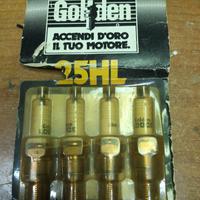 Golden
ACCENDI D'ORO
IL TUO MOTORE.
25HL